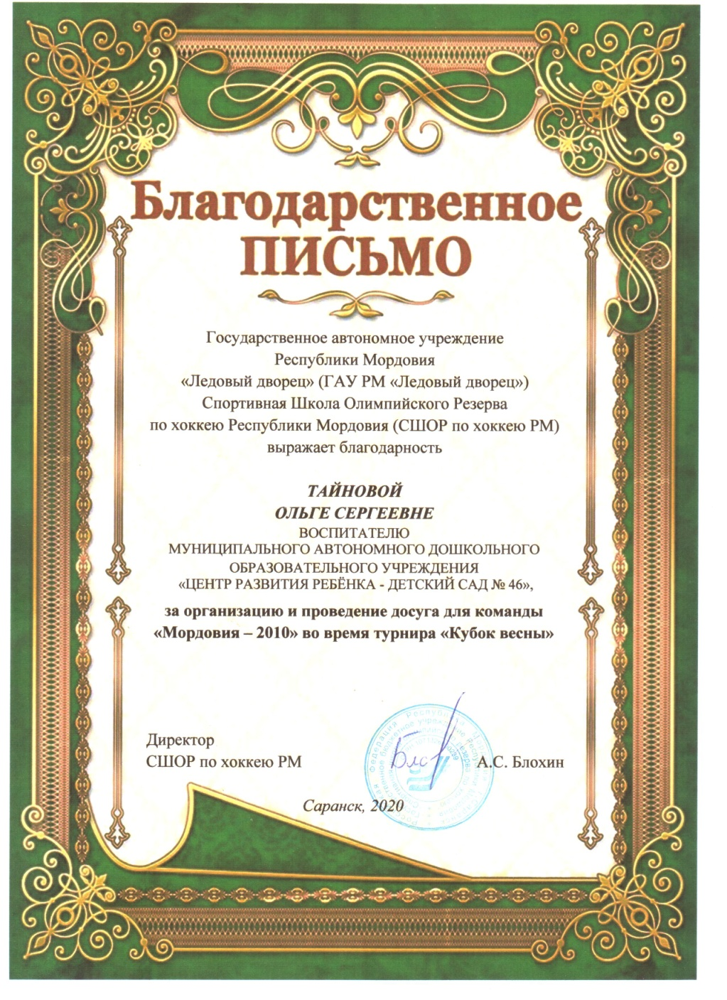 Благодарственное
ПИСЬМО
Государственное автономное учреждение
Республики Мордовия
«Ледовый дворец» (ГАУ РМ «Ледовый дворец»)
Спортивная Школа Олимпийского Резерва
по хоккею Республики Мордовия (СШОР по хоккею РМ)
выражает благодарность
ТАЙНОВОЙ
ОЛЬГЕ СЕРГЕЕВНЕ
ВОСПИТАТЕЛЮ
МУНИЦИПАЛЬНОГО АВТОНОМНОГО ДОШКОЛЬНОГО
ОБРАЗОВАТЕЛЬНОГО УЧРЕЖДЕНИЯ
«ЦЕНТР РАЗВИТИЯ РЕБЁНКА - ДЕТСКИЙ САД № 46»,
за организацию и проведение досуга для команды
«Мордовия – 2010» во время турнира «Кубок весны»
Директор
СШОР по хоккею РМ
А.С. Блохин
Саранск, 2020